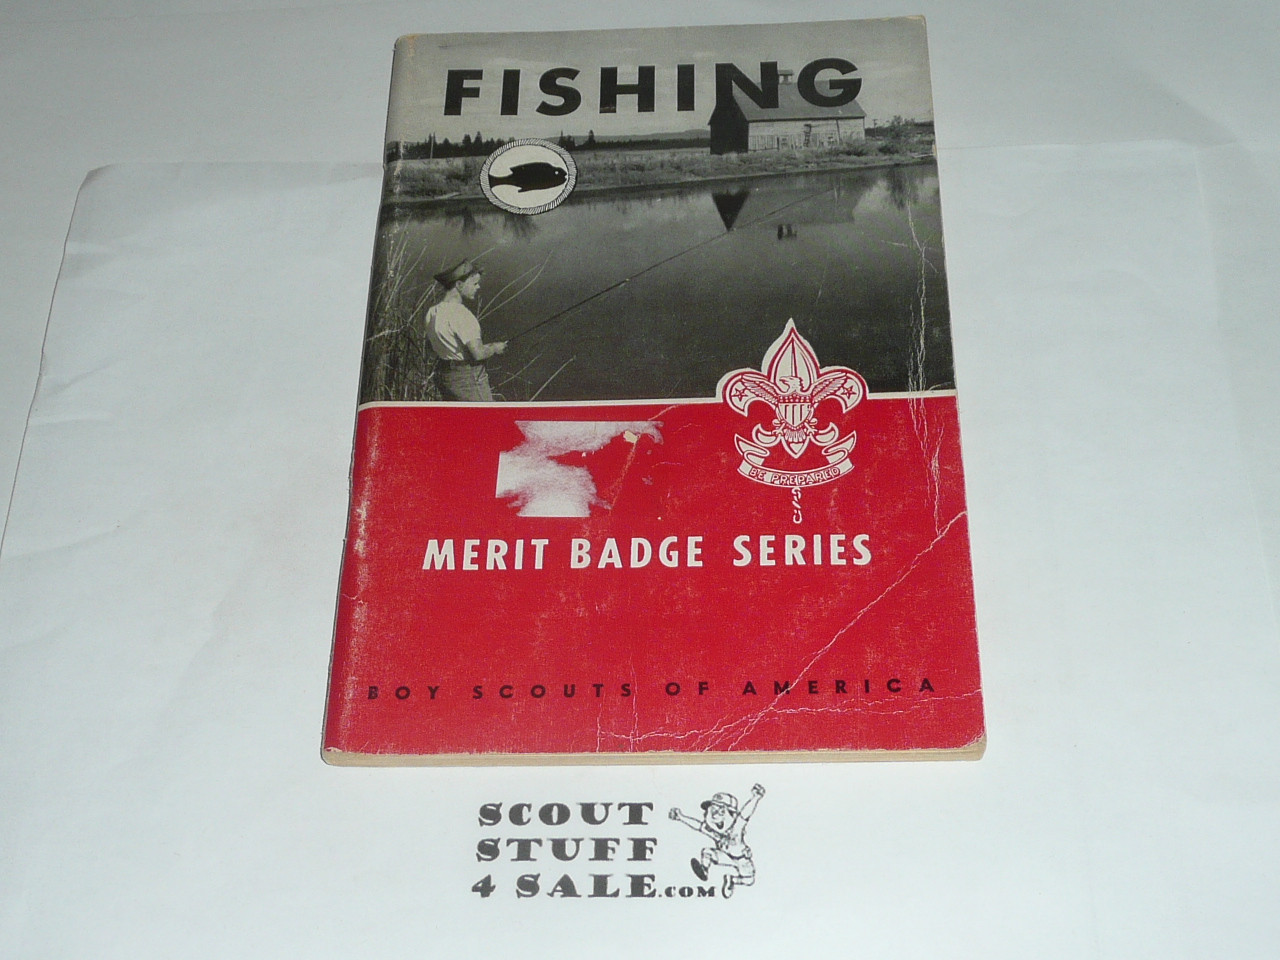 FISHING
BE PREPARED
MERIT BADGE SERIES
BOY SCOUTS OF AMERICA
SCOUT
STUFF
4 SALE.COM